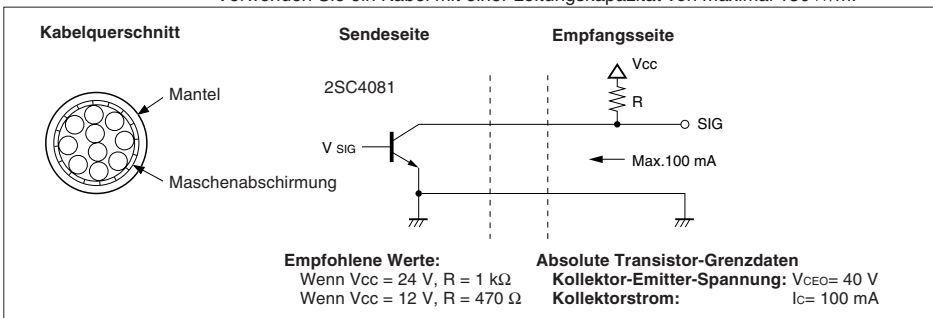 Kabelquerschnitt
Sendeseite
Empfangsseite
Mantel
Maschenabschirmung
2SC4081
V SIG
Vcc
R
SIG
Max.100 mA
Empfohlene Werte:
Wenn Vcc = 24 V, R = 1 kΩ
Wenn Vcc = 12 V, R = 470 Ω
Absolute Transistor-Grenzdaten
Kollektor-Emitter-Spannung: VCEO= 40 V
Kollektorstrom: IC= 100 mA